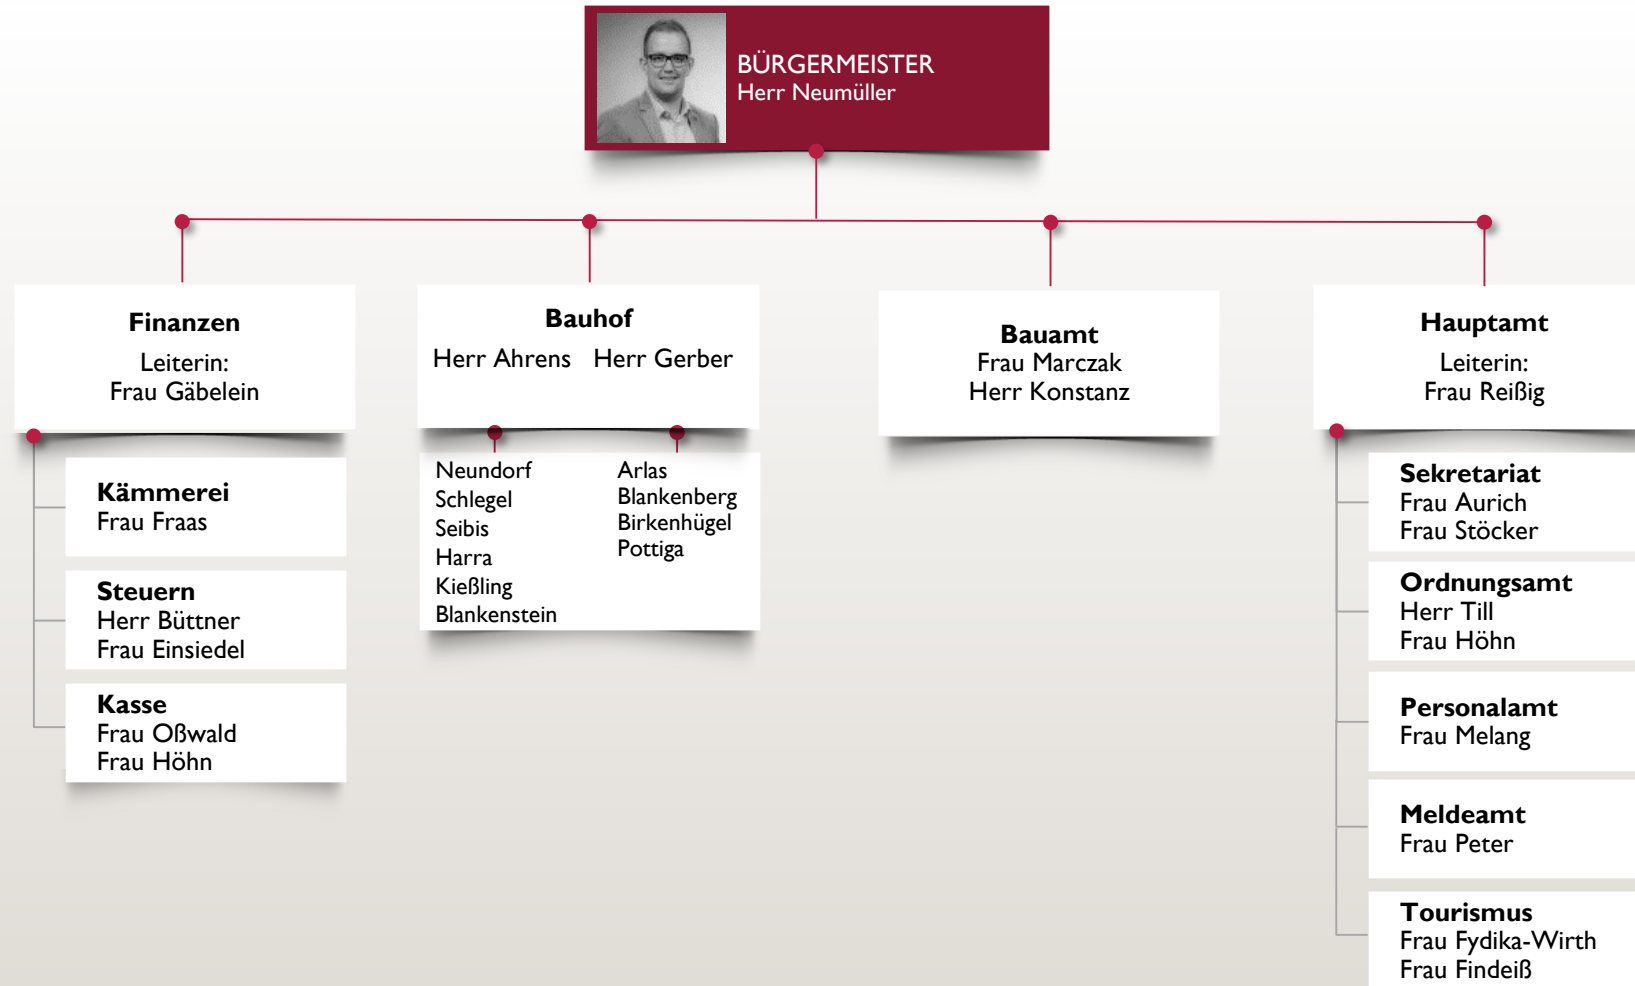 BÜRGERMEISTER
Herr Neumüller
Finanzen
Leiterin:
Frau Gäbelein
Kämmerei
Frau Fraas
Steuern
Herr Büttner
Frau Einsiedel
Kasse
Frau Oßwald
Frau Höhn
Bauhof
Herr Ahrens Herr Gerber
Neundorf
Schlegel
Seibis
Harra
Kießling
Blankenstein
Arlas
Blankenberg
Birkenhügel
Pottiga
Bauamt
Frau Marczak
Herr Konstanz
Hauptamt
Leiterin:
Frau Reißig
Sekretariat
Frau Aurich
Frau Stöcker
Ordnungsamt
Herr Till
Frau Höhn
Personalamt
Frau Melang
Meldeamt
Frau Peter
Tourismus
Frau Fydika-Wirth
Frau Findeiß